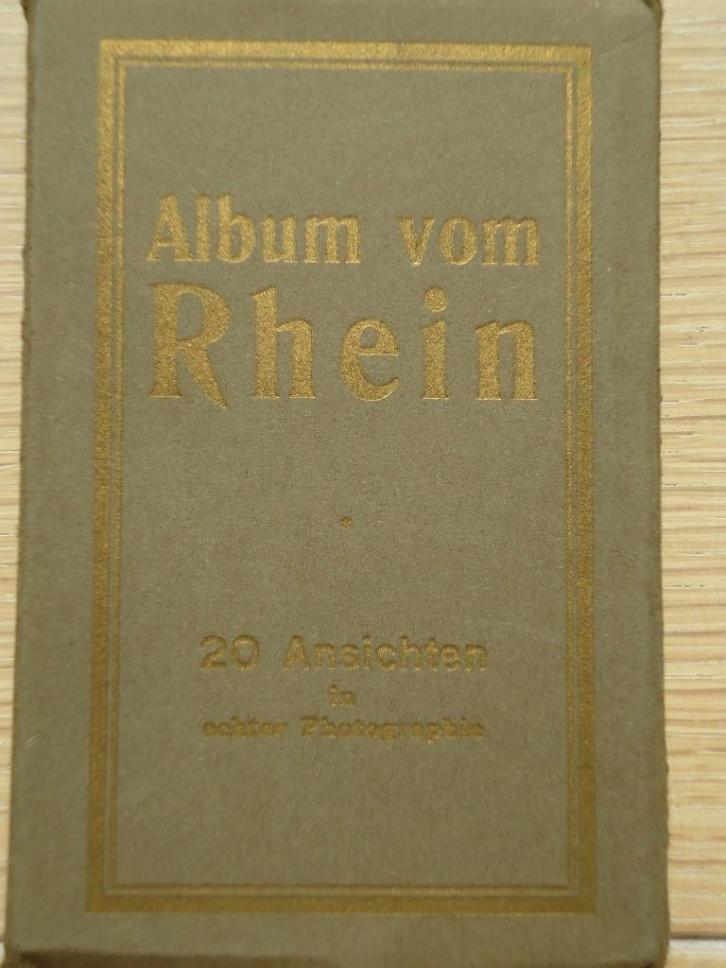 Album vom
Rhein
20 Ansichten
in
echter Photographie